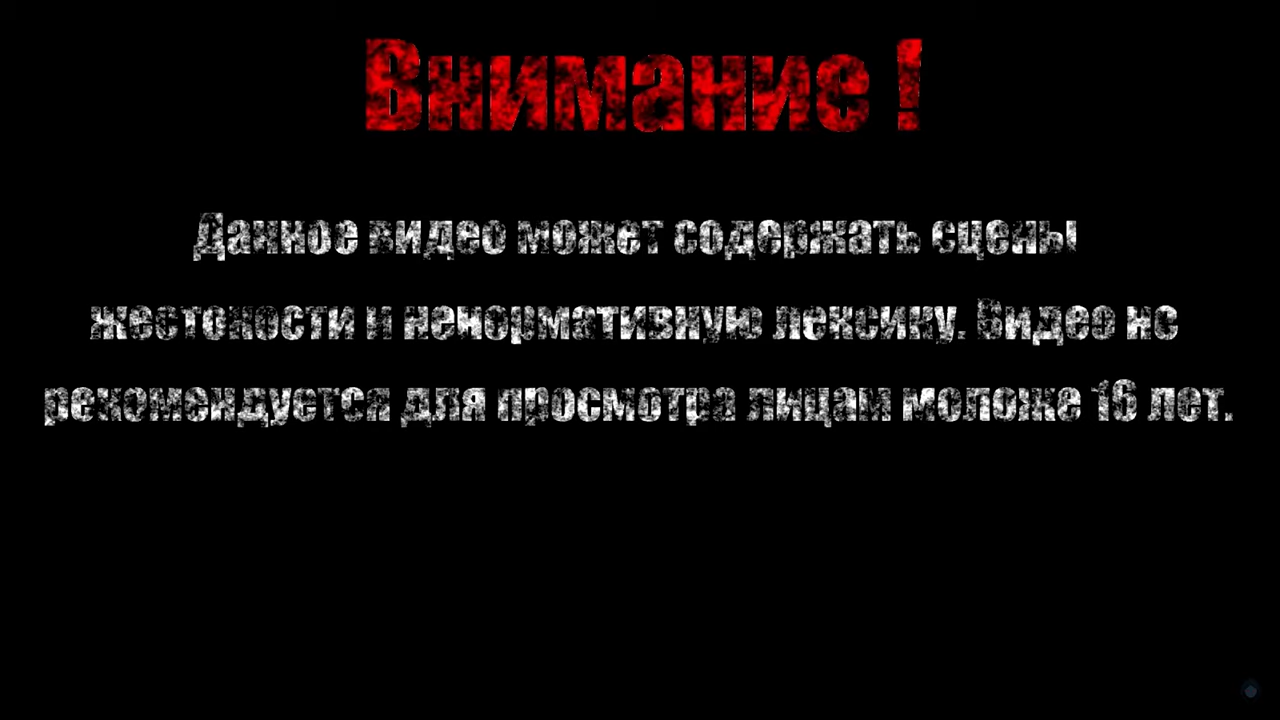 Внимание !
Данное видео может содержать сцены
жестокости и ненормативную лексику. Видео не
рекомендуется для просмотра лицам моложе 16 лет.